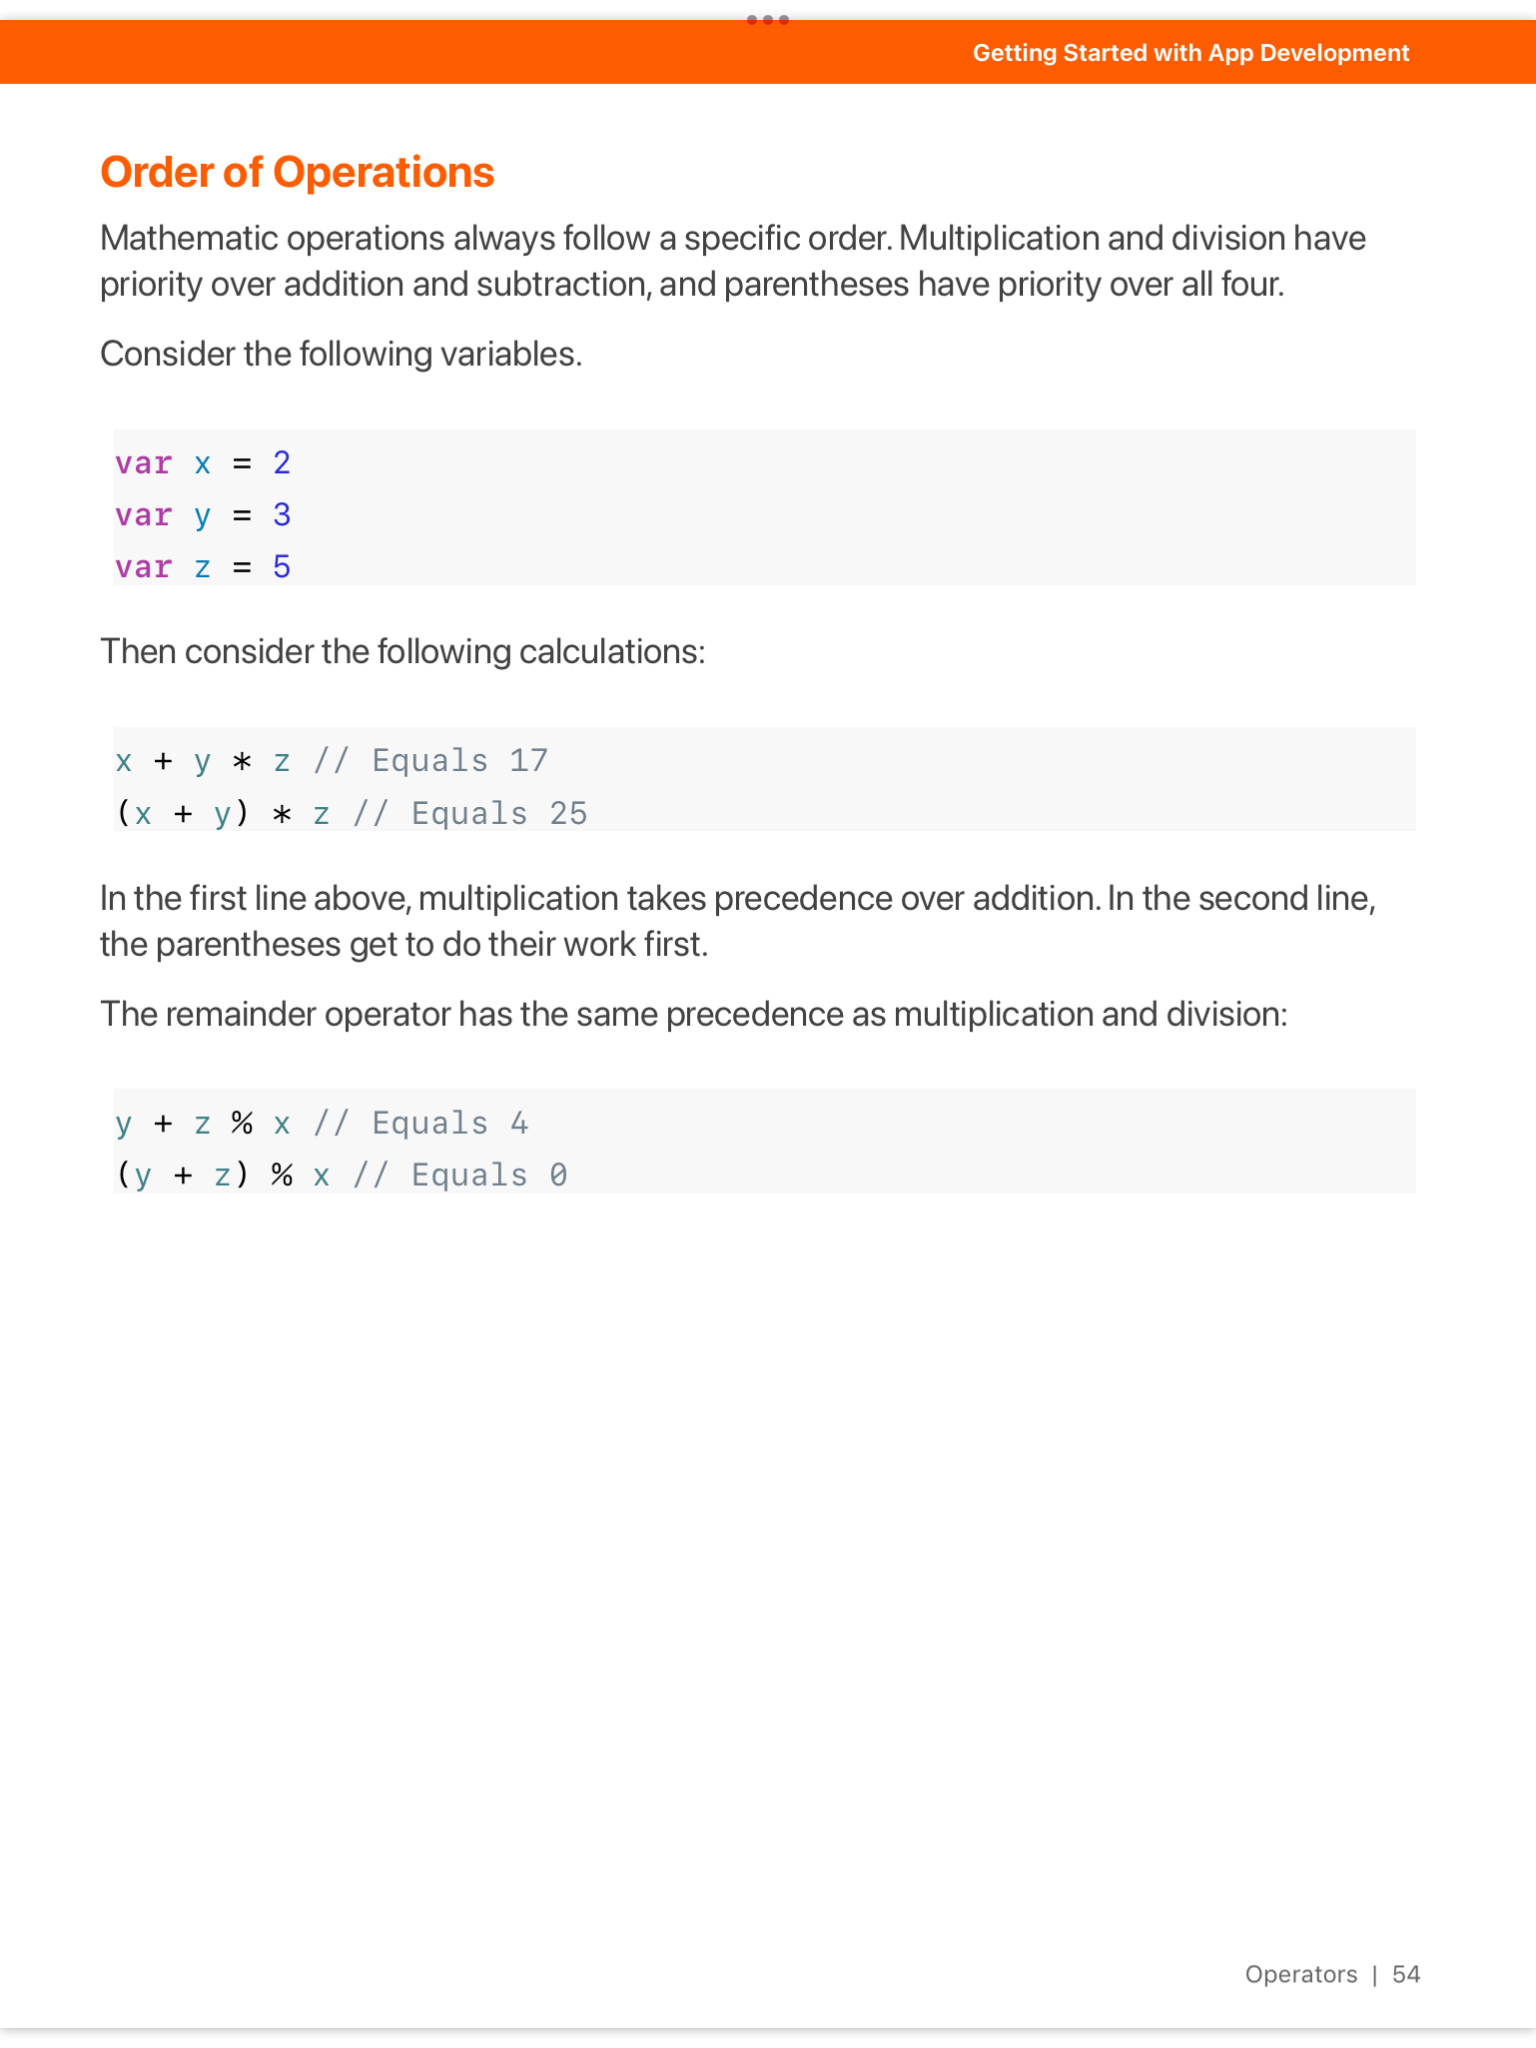 Getting Started with App Development
Order of Operations
Mathematic operations always follow a specific order. Multiplication and division have
priority over addition and subtraction, and parentheses have priority over all four.
Consider the following variables.
var x = 2
var y = 3
var z = 5
Then consider the following calculations:
x + y * z // Equals 17
(x + y) * z // Equals 25
In the first line above, multiplication takes precedence over addition. In the second line,
the parentheses get to do their work first.
The remainder operator has the same precedence as multiplication and division:
y + z % x // Equals 4
(y + z) % x // Equals 0
Operators | 54